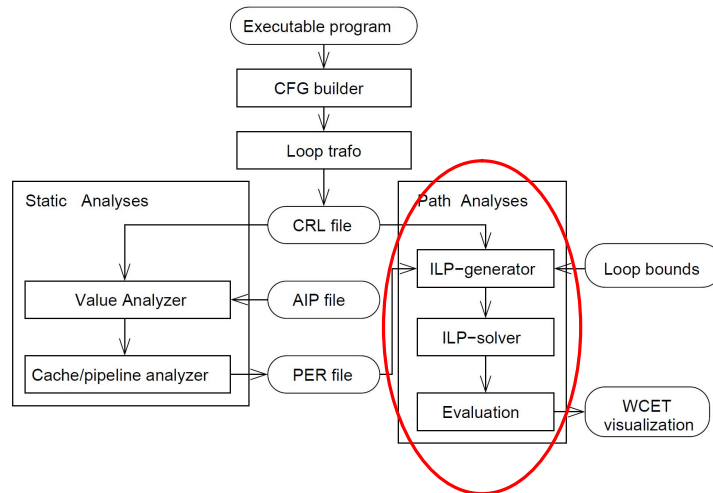 Executable program
CFG builder
Loop trafo
Static Analyses
Path Analyses
CRL file
ILP−generator
Loop bounds
Value Analyzer
AIP file
ILP−solver
Cache/pipeline analyzer
PER file
Evaluation
WCET
visualization